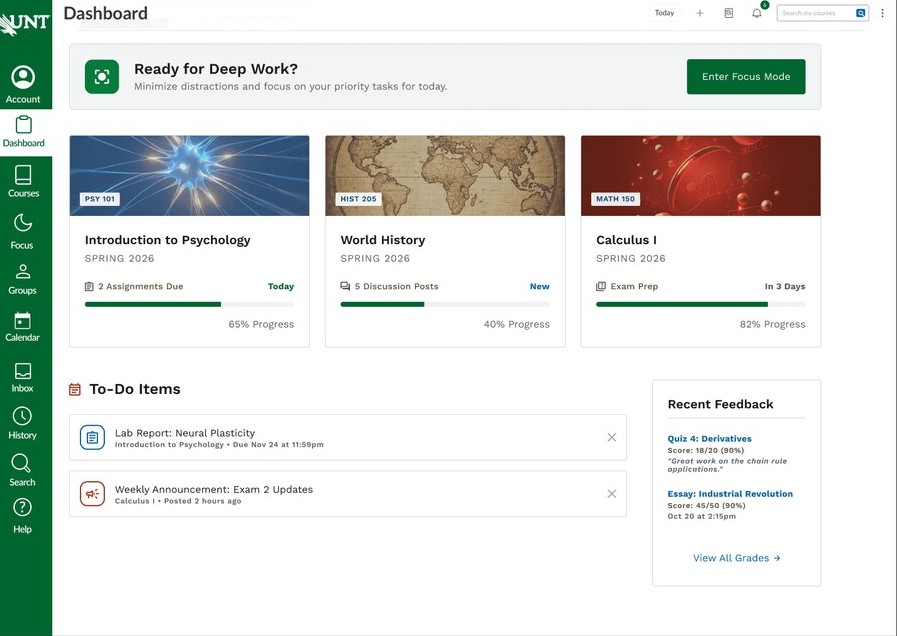 UNT
Dashboard
Today
6
Search my courses
Account
Dashboard
Courses
Focus
Groups
Calendar
Inbox
History
Search
Help
Ready for Deep Work?
Minimize distractions and focus on your priority tasks for today.
Enter Focus Mode
PSY 101
Introduction to Psychology
SPRING 2026
2 Assignments Due
Today
65% Progress
HIST 205
World History
SPRING 2026
5 Discussion Posts
New
40% Progress
MATH 150
Calculus I
SPRING 2026
Exam Prep
In 3 Days
82% Progress
To-Do Items
Lab Report: Neural Plasticity
Introduction to Psychology • Due Nov 24 at 11:59pm
Weekly Announcement: Exam 2 Updates
Calculus I • Posted 2 hours ago
Recent Feedback
Quiz 4: Derivatives
Score: 18/20 (90%)
"Great work on the chain rule
applications."
Essay: Industrial Revolution
Score: 45/50 (90%)
Oct 20 at 2:15pm
View All Grades →